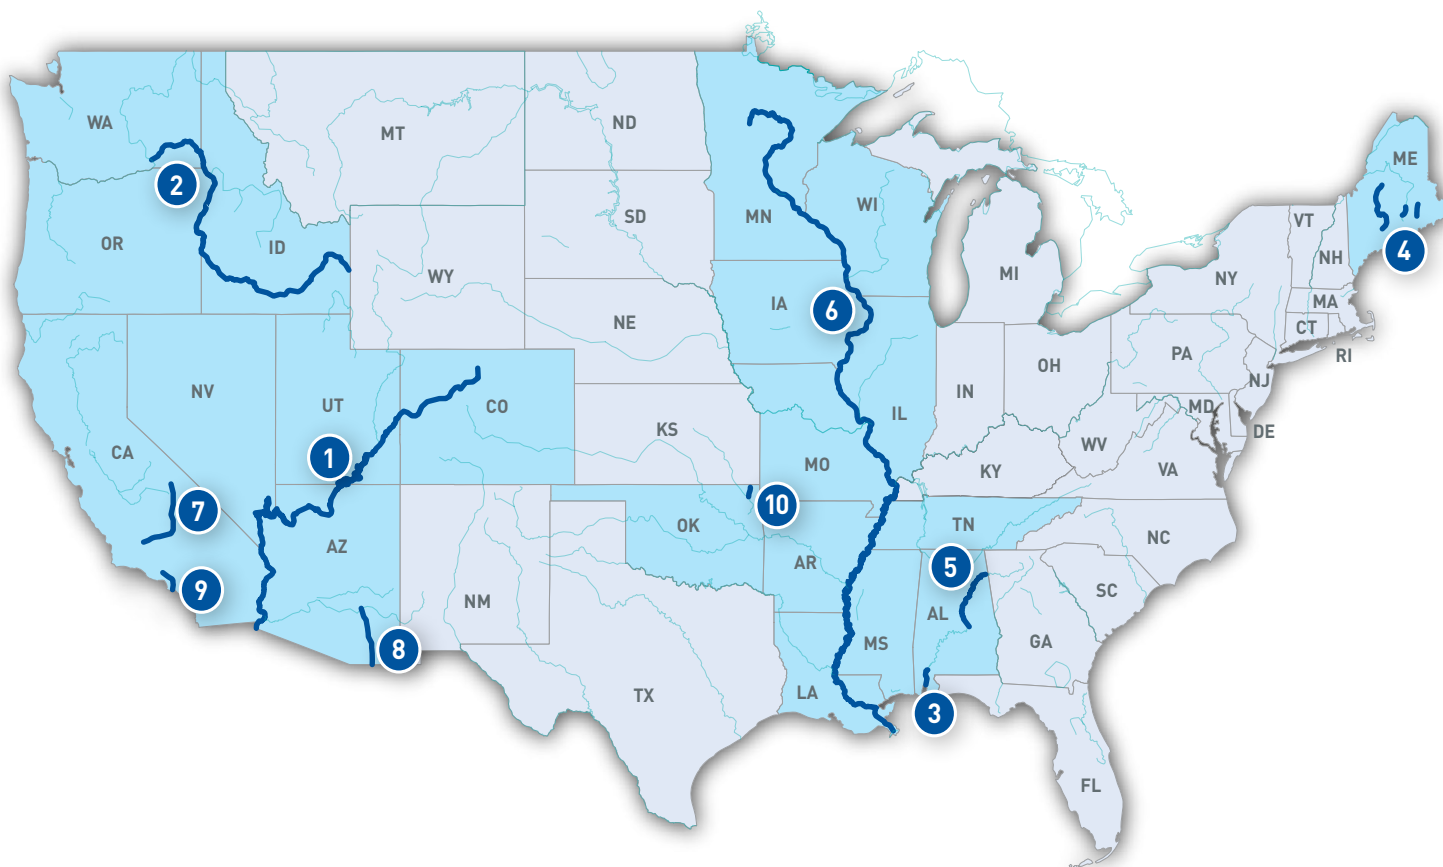 WA
MT
ND
ME
2
OR
ID
SD
MN
WI
VT
4
NH
WY
MI
NY
IA
6
MA
NE
CT
RI
PA
OH
NJ
NV
UT
CO
IN
MD
IL
DE
CA
1
KS
WV
MO
KY
VA
7
10
OK
TN
NC
AZ
AR
5
9
SC
NM
AL
8
MS
GA
TX
LA
3
FL